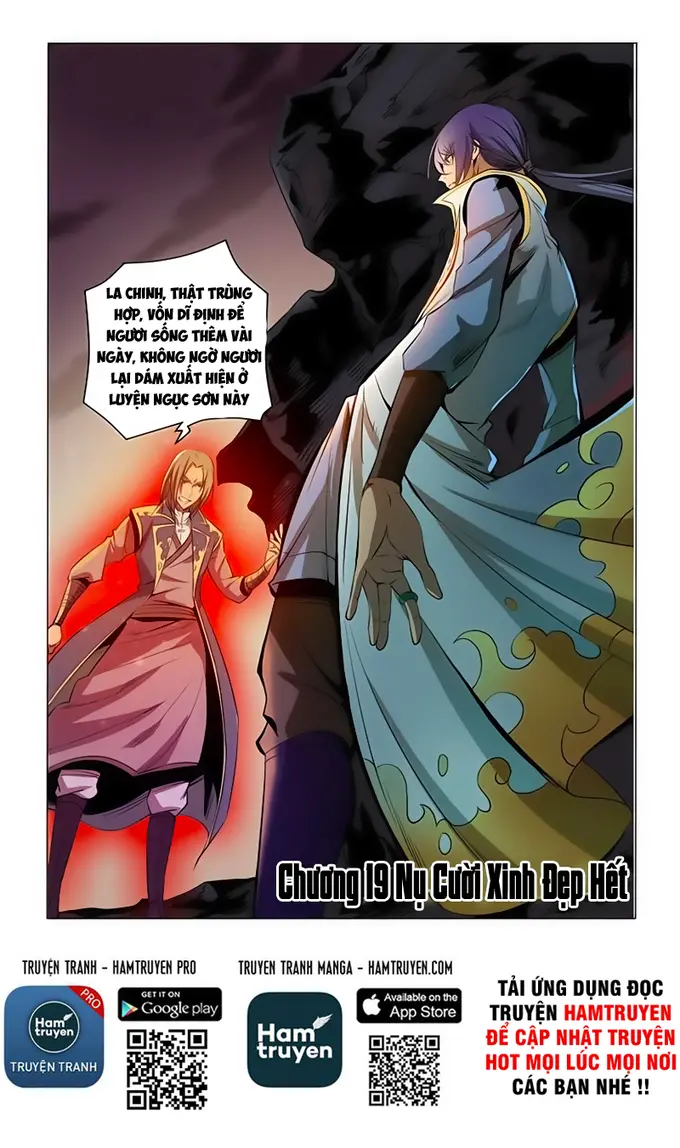 LA CHINH, THẬT TRÙNG
HỢP, VỐN DĨ ĐỊNH ĐỂ
NGƯƠI SỐNG THÊM VÀI
NGÀY, KHÔNG NGỜ NGƯƠI
LẠI DÁM XUẤT HIỆN Ở
LUYỆN NGỤC SƠN NÀY
Chương 19 Nụ Cười Xinh Đẹp Hết
TRUYỆN TRANH - HAMTRUYEN PRO
PRO
Ham
truyen
TRUYỆN TRANH
GET IT ON
Google play
TRUYEN TRANH MANGA - HAMTRUYEN.COM
Ham
truyen
Available on the
App Store
TẢI ỨNG DỤNG ĐỌC
TRUYỆN HAMTRUYEN
ĐỂ CẬP NHẬT TRUYỆN
HOT MỌI LÚC MỌI NƠI
CÁC BẠN NHÉ !!